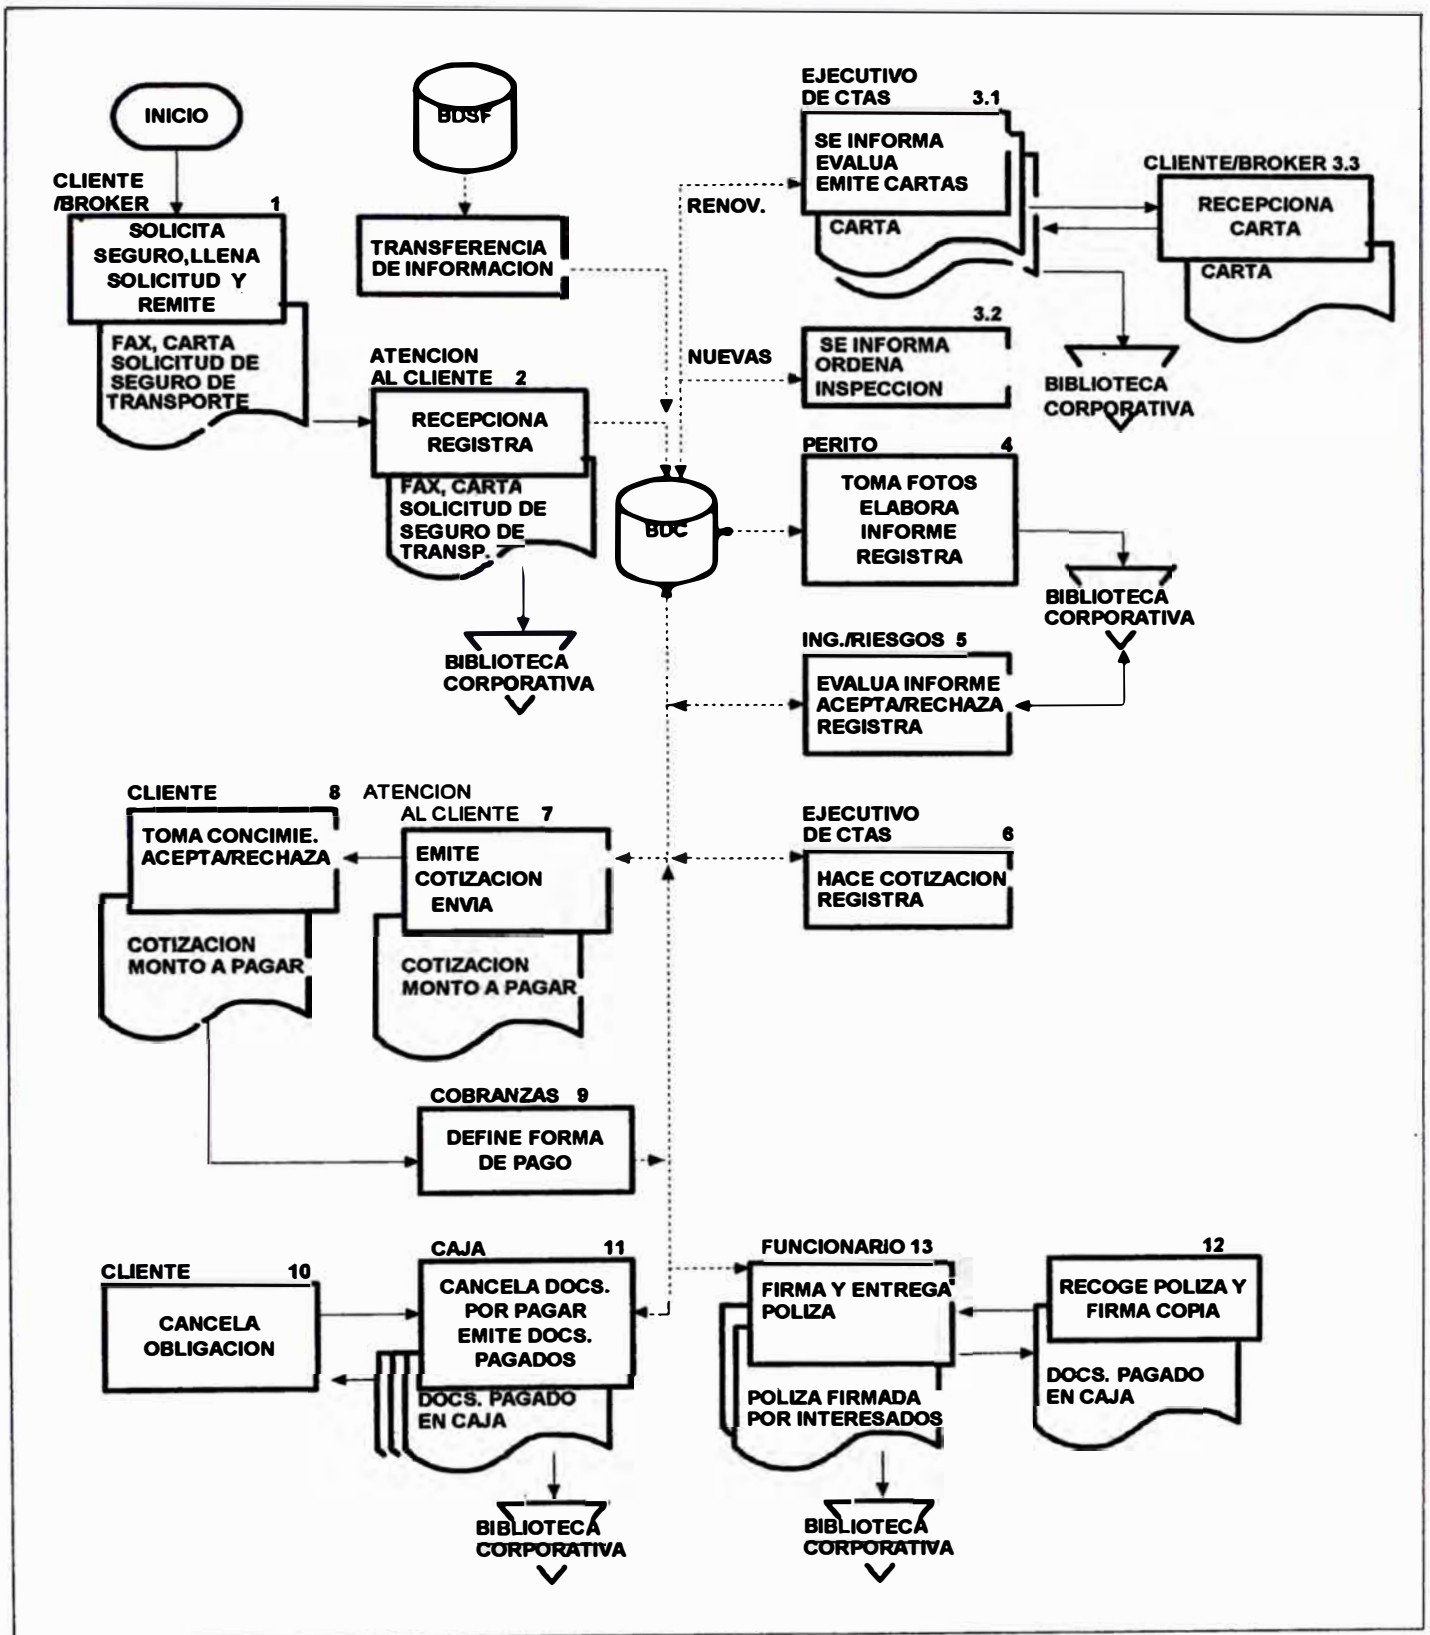 INICIO
CLIENTE
/BROKER 1
SOLICITA
SEGURO,LLENA
SOLICITUD Y
REMITE
FAX, CARTA
SOLICITUD DE
SEGURO DE
TRANSPORTE
BDSF
TRANSFERENCIA
DE INFORMACION
ATENCION
AL CLIENTE 2
RECEPCIONA
REGISTRA
FAX, CARTA
SOLICITUD DE
SEGURO DE
TRANSP.
BIBLIOTECA
CORPORATIVA
BDC
RENOV.
NUEVAS
EJECUTIVO
DE CTAS 3.1
SE INFORMA
EVALUA
EMITE CARTAS
CARTA
CLIENTE/BROKER 3.3
RECEPCIONA
CARTA
CARTA
BIBLIOTECA
CORPORATIVA
3.2
SE INFORMA
ORDENA
INSPECCION
PERITO 4
TOMA FOTOS
ELABORA
INFORME
REGISTRA
BIBLIOTECA
CORPORATIVA
ING./RIESGOS 5
EVALUA INFORME
ACEPTA/RECHAZA
REGISTRA
EJECUTIVO
DE CTAS 6
HACE COTIZACION
REGISTRA
ATENCION
AL CLIENTE 7
EMITE
COTIZACION
ENVIA
COTIZACION
MONTO A PAGAR
CLIENTE 8
TOMA CONCIMIE.
ACEPTA/RECHAZA
COTIZACION
MONTO A PAGAR
COBRANZAS 9
DEFINE FORMA
DE PAGO
CLIENTE 10
CANCELA
OBLIGACION
CAJA 11
CANCELA DOCS.
POR PAGAR
EMITE DOCS.
PAGADOS
DOCS. PAGADO
EN CAJA
BIBLIOTECA
CORPORATIVA
FUNCIONARIO 13
FIRMA Y ENTREGA
POLIZA
POLIZA FIRMADA
POR INTERESADOS
BIBLIOTECA
CORPORATIVA
12
RECOGE POLIZA Y
FIRMA COPIA
DOCS. PAGADO
EN CAJA